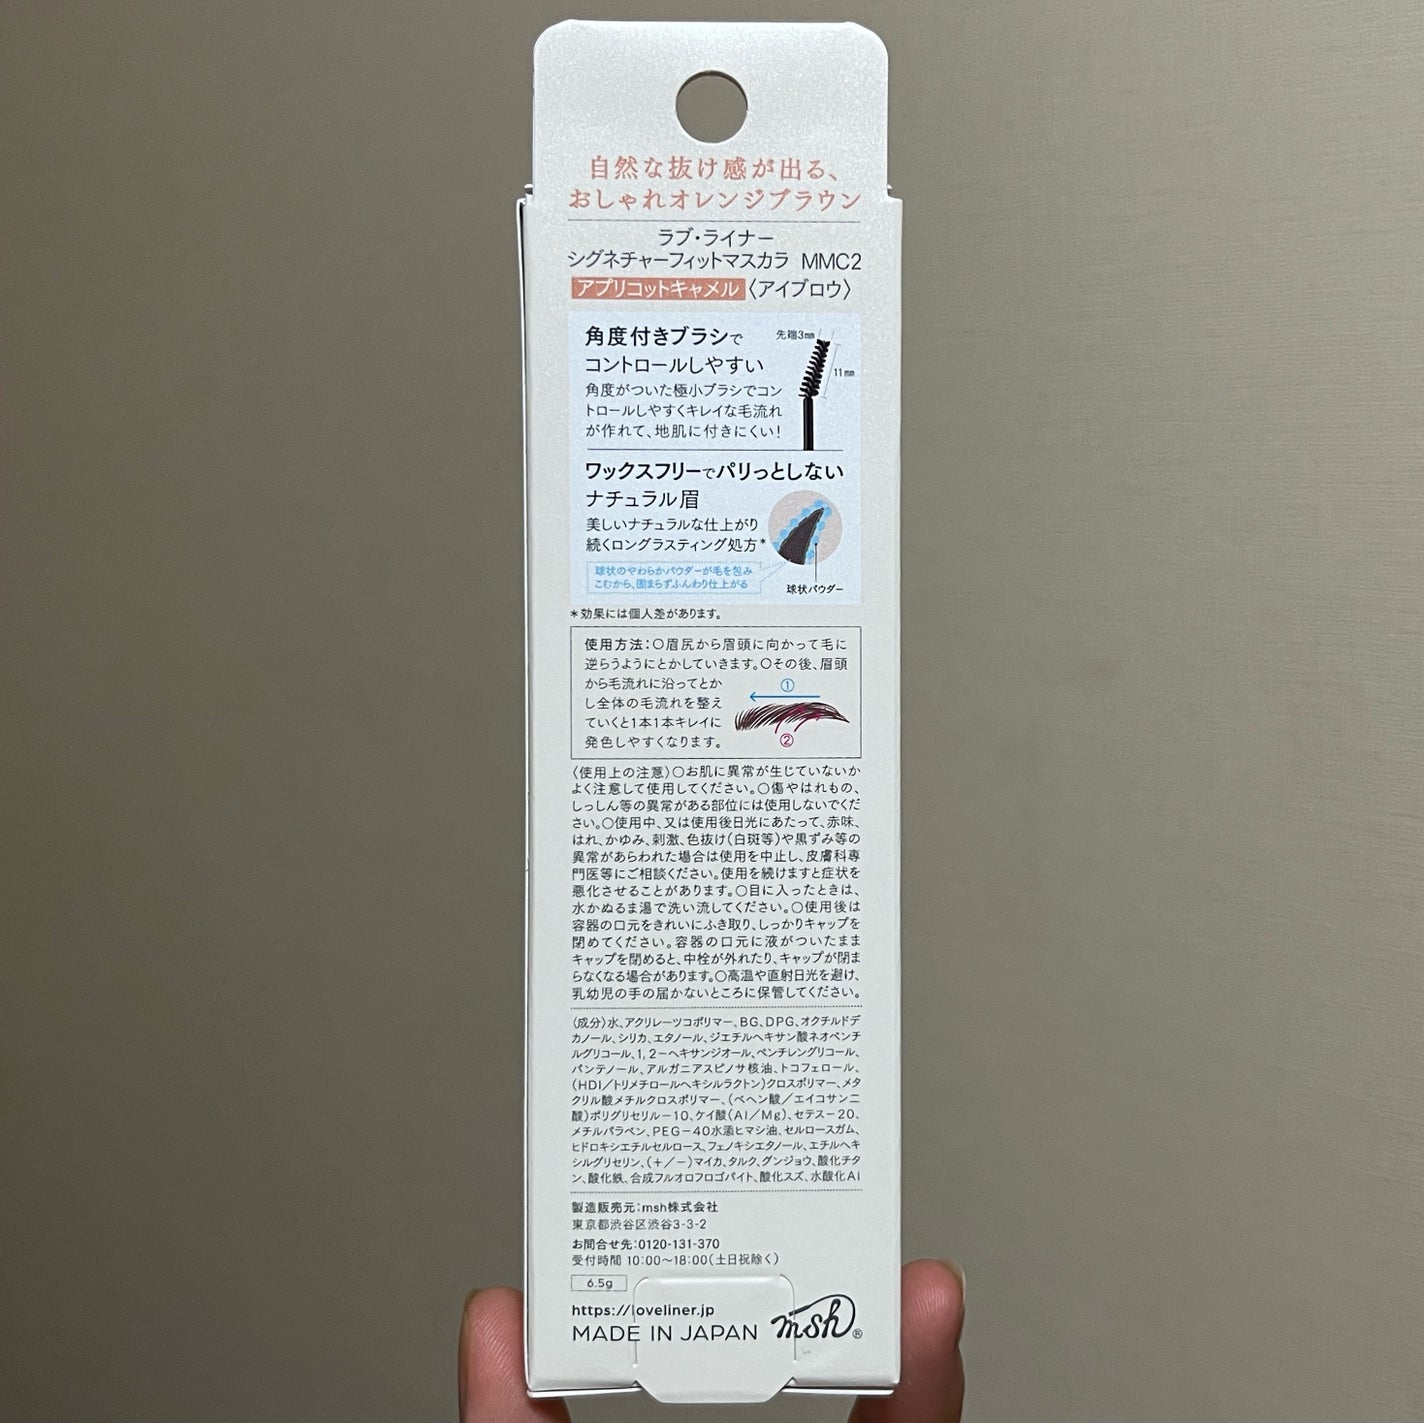 自然な抜け感が出る、
おしゃれオレンジブラウン
ラブ・ライナー
シグネチャーフィットマスカラ MMC2
アプリコットキャメル〈アイブロウ〉
角度付きブラシで
コントロールしやすい
角度がついた極小ブラシでコン
トロールしやすくキレイな毛流れ
が作れて、地肌に付きにくい！
先端3mm
11mm
ワックスフリーでパリっとしない
ナチュラル眉
美しいナチュラルな仕上がり
続くロングラスティング処方*
球状のやわらかパウダーが毛を包み
こむから、固まらずふんわり仕上がる
球状パウダー
*効果には個人差があります。
使用方法：○眉尻から眉頭に向かって毛に
逆らうようにとかしていきます。○その後、眉頭
から毛流れに沿ってとか
し全体の毛流れを整え
ていくと1本1本キレイに
発色しやすくなります。
①
②
〈使用上の注意〉○お肌に異常が生じていないか
よく注意して使用してください。○傷やはれもの、
しっしん等の異常がある部位には使用しないでくだ
さい。○使用中、又は使用後日光にあたって、赤味、
はれ、かゆみ、刺激、色抜け(白斑等)や黒ずみ等の
異常があらわれた場合は使用を中止し、皮膚科専
門医等にご相談ください。使用を続けますと症状を
悪化させることがあります。○目に入ったときは、
水かぬるま湯で洗い流してください。○使用後は
容器の口元をきれいにふき取り、しっかりキャップを
閉めてください。容器の口元に液がついたまま
キャップを閉めると、中栓が外れたり、キャップが閉ま
らなくなる場合があります。○高温や直射日光を避け、
乳幼児の手の届かないところに保管してください。
〈成分〉水、アクリレーツコポリマー、BG、DPG、オクチルドデ
カノール、シリカ、エタノール、ジエチルヘキサン酸ネオペンチ
ルグリコール、1,2－ヘキサンジオール、ペンチレングリコール、
パンテノール、アルガニアスピノサ核油、トコフェロール、
(HDI／トリメチロールヘキシルラクトン)クロスポリマー、メタ
クリル酸メチルクロスポリマー、(ベヘン酸／エイコサン二
酸)ポリグリセリル－10、ケイ酸(Al／Mg)、セテス－20、
メチルパラベン、PEG－40水添ヒマシ油、セルロースガム、
ヒドロキシエチルセルロース、フェノキシエタノール、エチルヘキ
シルグリセリン、(＋／－)マイカ、タルク、グンジョウ、酸化チタ
ン、酸化鉄、合成フルオロフロゴパイト、酸化スズ、水酸化Al
製造販売元：msh株式会社
東京都渋谷区渋谷3-3-2
お問合せ先：0120-131-370
受付時間 10:00〜18:00(土日祝除く)
6.5g
https://loveliner.jp
MADE IN JAPAN
msh®